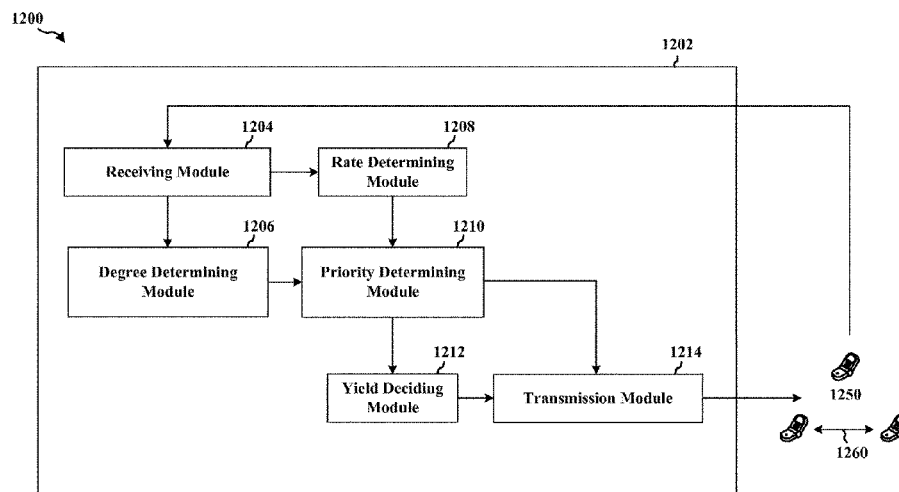 1200
1202
1204
1208
Receiving Module
Rate Determining
Module
1206
1210
Degree Determining
Module
Priority Determining
Module
1212
1214
Yield Deciding
Module
Transmission Module
1250
1260